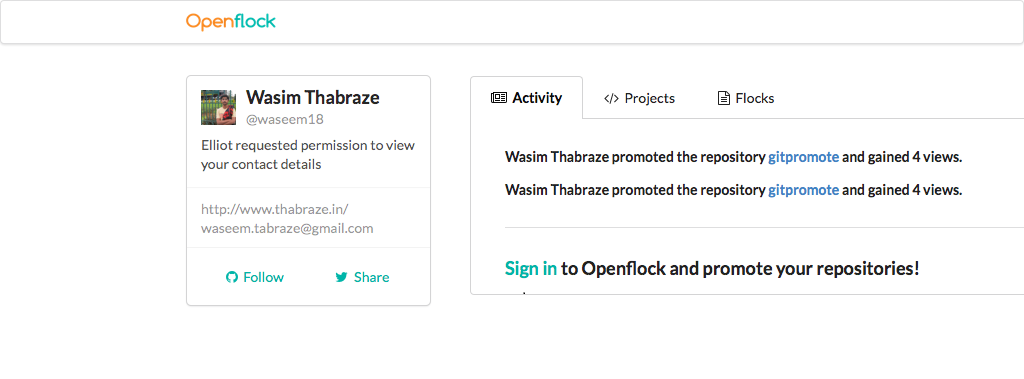 Openflock
Wasim Thabraze
@waseem18
Elliot requested permission to view
your contact details
http://www.thabraze.in/
waseem.tabraze@gmail.com
Follow
Share
Activity
Projects
Flocks
Wasim Thabraze promoted the repository gitpromote and gained 4 views.
Wasim Thabraze promoted the repository gitpromote and gained 4 views.
Sign in to Openflock and promote your repositories!